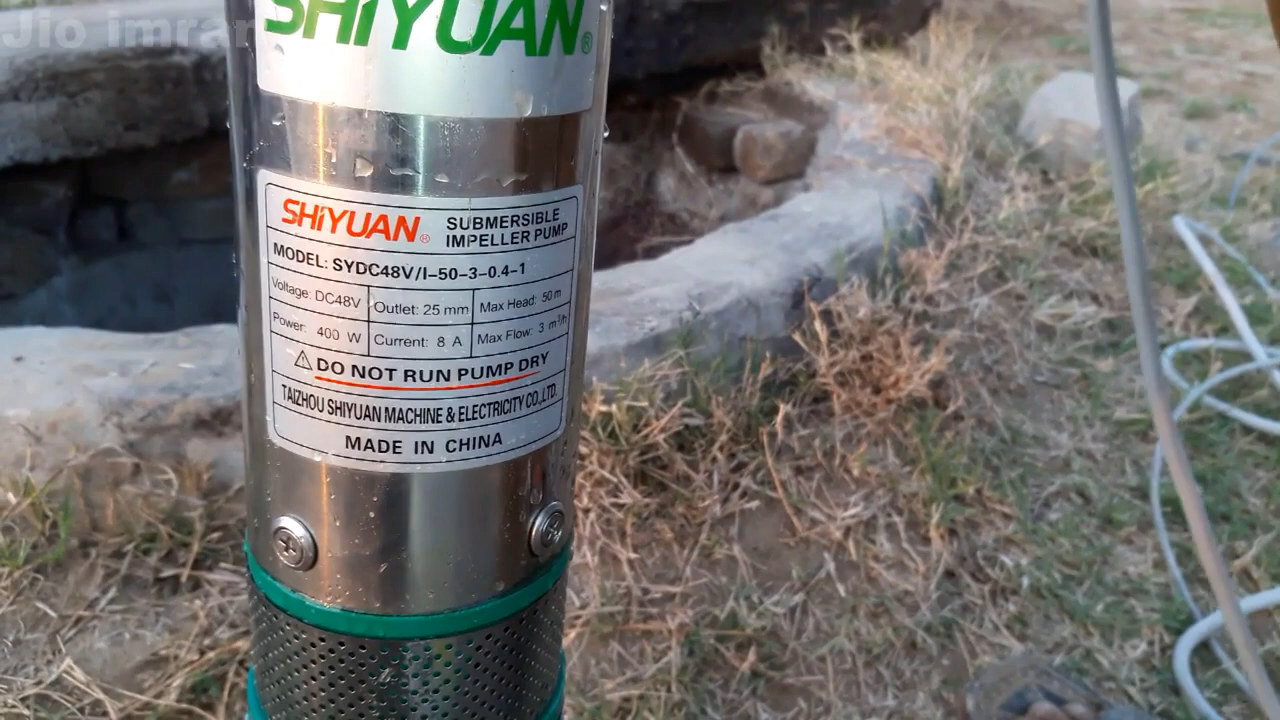 Jio imran
SHiYUAN®
SHiYUAN® SUBMERSIBLE
IMPELLER PUMP
MODEL: SYDC48V/I-50-3-0.4-1
Voltage: DC48V Outlet: 25 mm Max Head: 50 m
Power: 400 W Current: 8 A Max Flow: 3 m³/h
⚠ DO NOT RUN PUMP DRY
TAIZHOU SHIYUAN MACHINE & ELECTRICITY CO.,LTD.
MADE IN CHINA